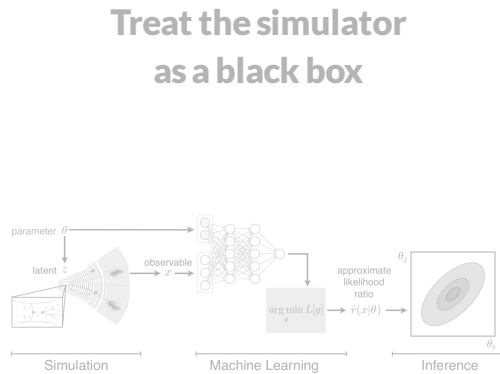 Treat the simulator
as a black box
parameter θ
latent z
observable
x
arg min L[g]
g
approximate
likelihood
ratio
r̂(x|θ)
θj
θi
Simulation
Machine Learning
Inference